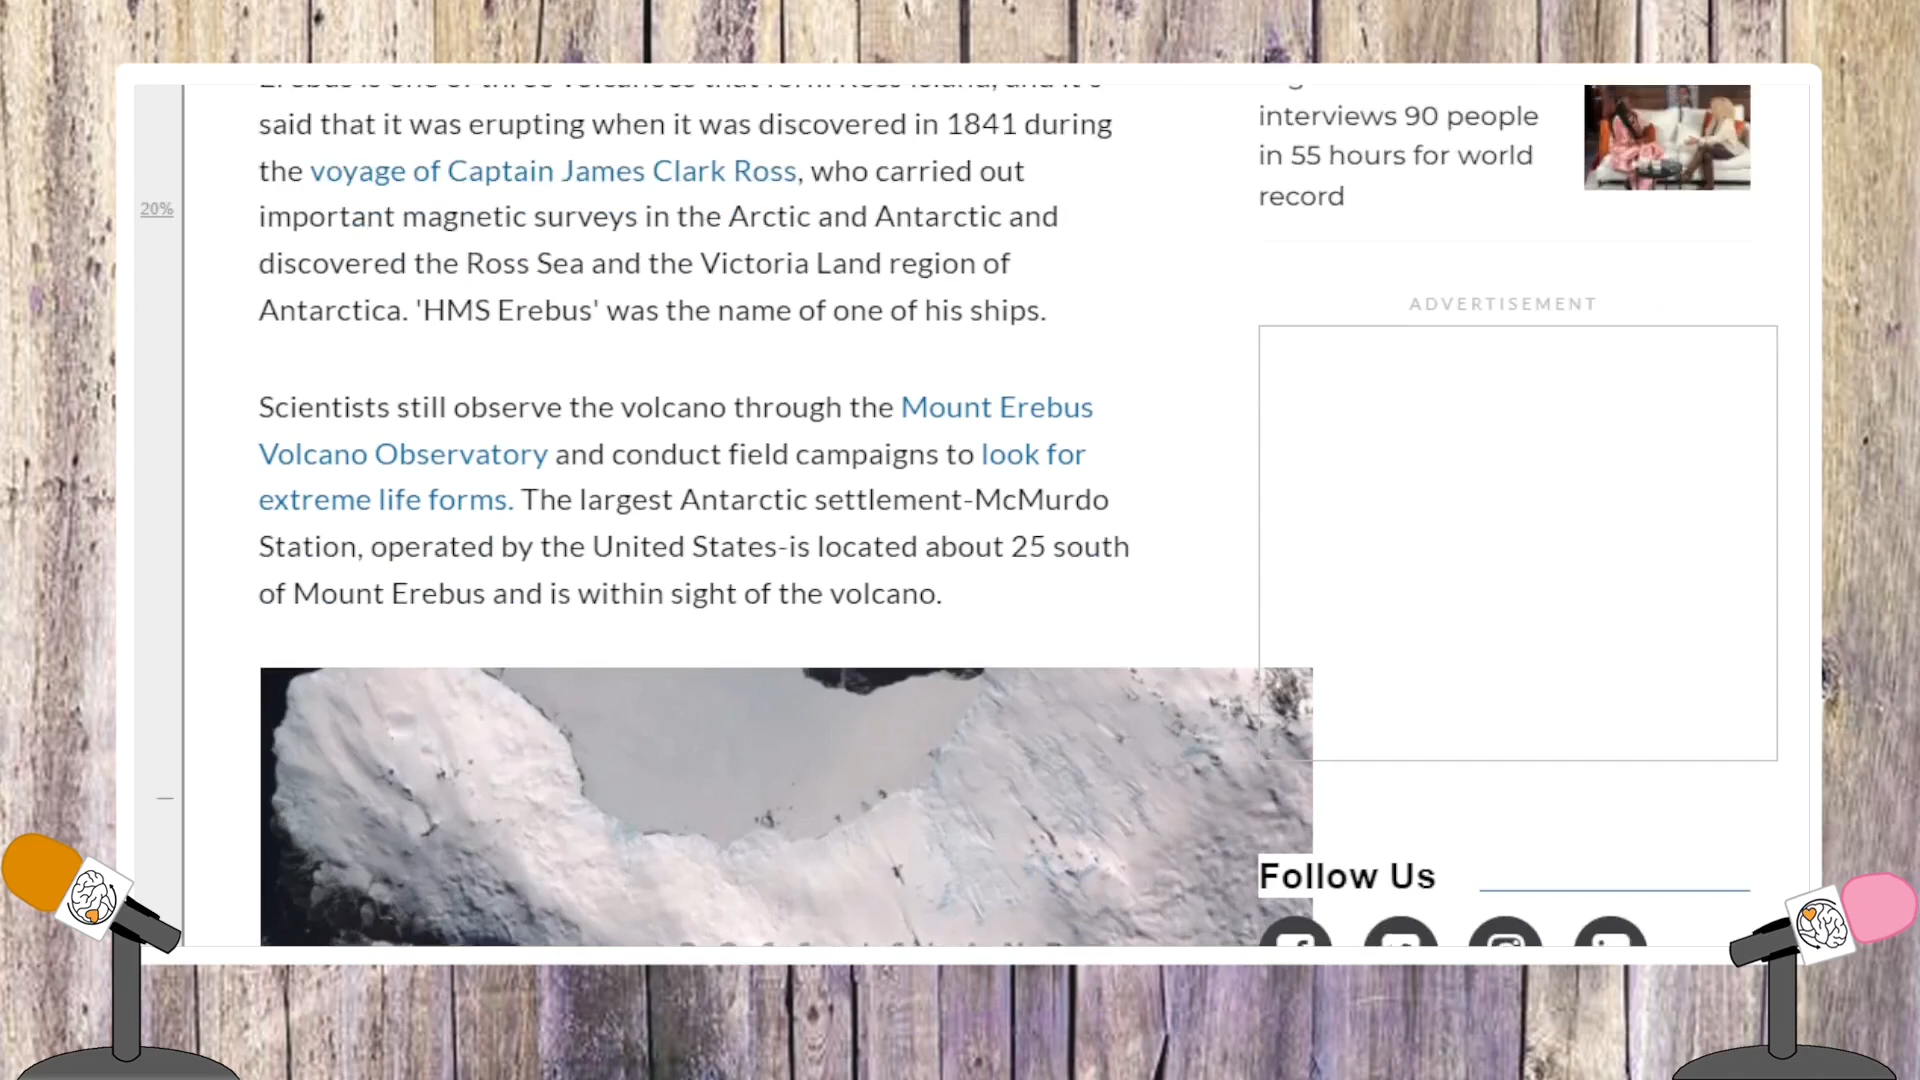 said that it was erupting when it was discovered in 1841 during
the voyage of Captain James Clark Ross, who carried out
important magnetic surveys in the Arctic and Antarctic and
discovered the Ross Sea and the Victoria Land region of
Antarctica. 'HMS Erebus' was the name of one of his ships.
Scientists still observe the volcano through the Mount Erebus
Volcano Observatory and conduct field campaigns to look for
extreme life forms. The largest Antarctic settlement-McMurdo
Station, operated by the United States-is located about 25 south
of Mount Erebus and is within sight of the volcano.
20%
interviews 90 people
in 55 hours for world
record
ADVERTISEMENT
Follow Us